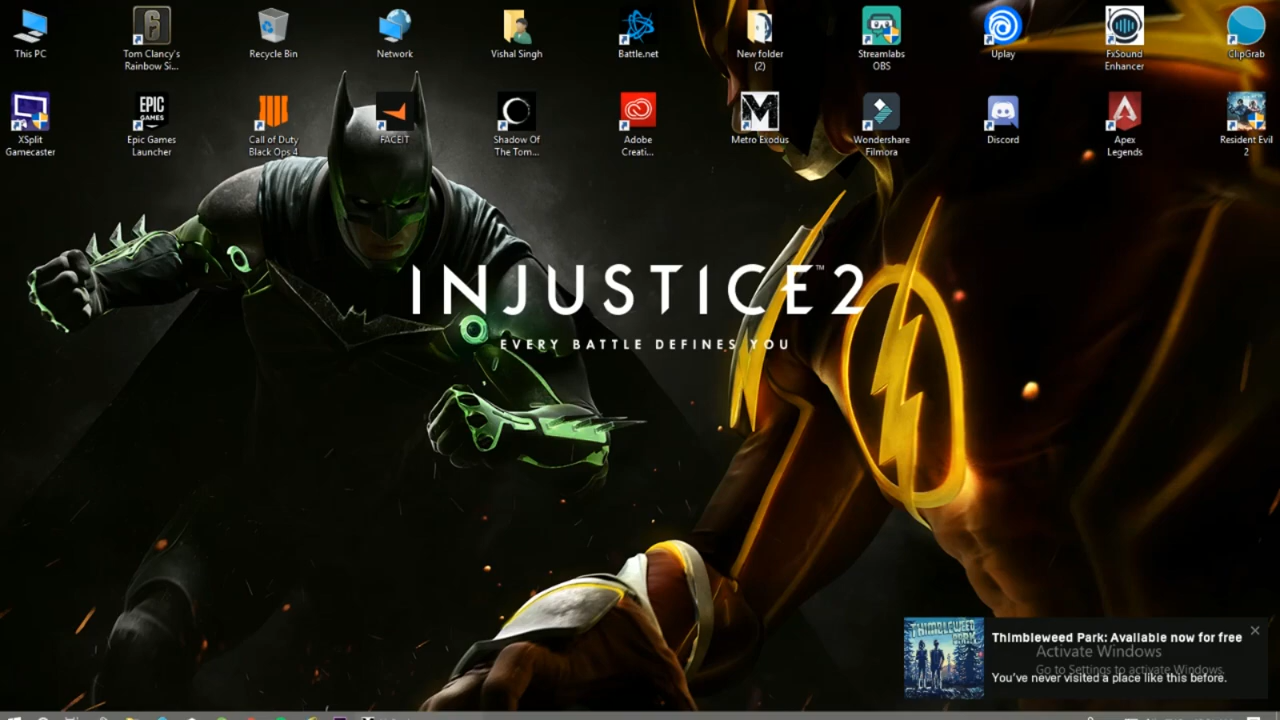 This PC
Tom Clancy's
Rainbow Si...
Recycle Bin
Network
Vishal Singh
Battle.net
New folder
(2)
Streamlabs
OBS
Uplay
FxSound
Enhancer
ClipGrab
EPIC
GAMES
XSplit
Gamecaster
Epic Games
Launcher
Call of Duty
Black Ops 4
FACEIT
Shadow Of
The Tom...
Adobe
Creati...
Metro Exodus
Wondershare
Filmora
Discord
Apex
Legends
Resident Evil
2
INJUSTICE 2
™
EVERY BATTLE DEFINES YOU
THIMBLEWEED
PARK
Thimbleweed Park: Available now for free
Activate Windows
Go to Settings to activate Windows.
You've never visited a place like this before.